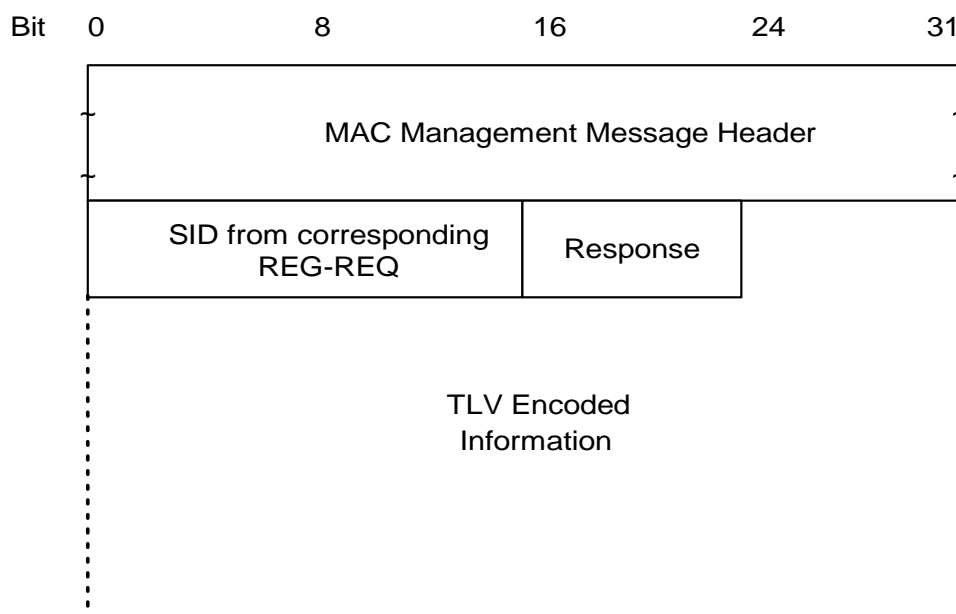 Bit 0 8 16 24 31
~ ~
MAC Management Message Header
~ ~
SID from corresponding
REG-REQ
Response
TLV Encoded
Information